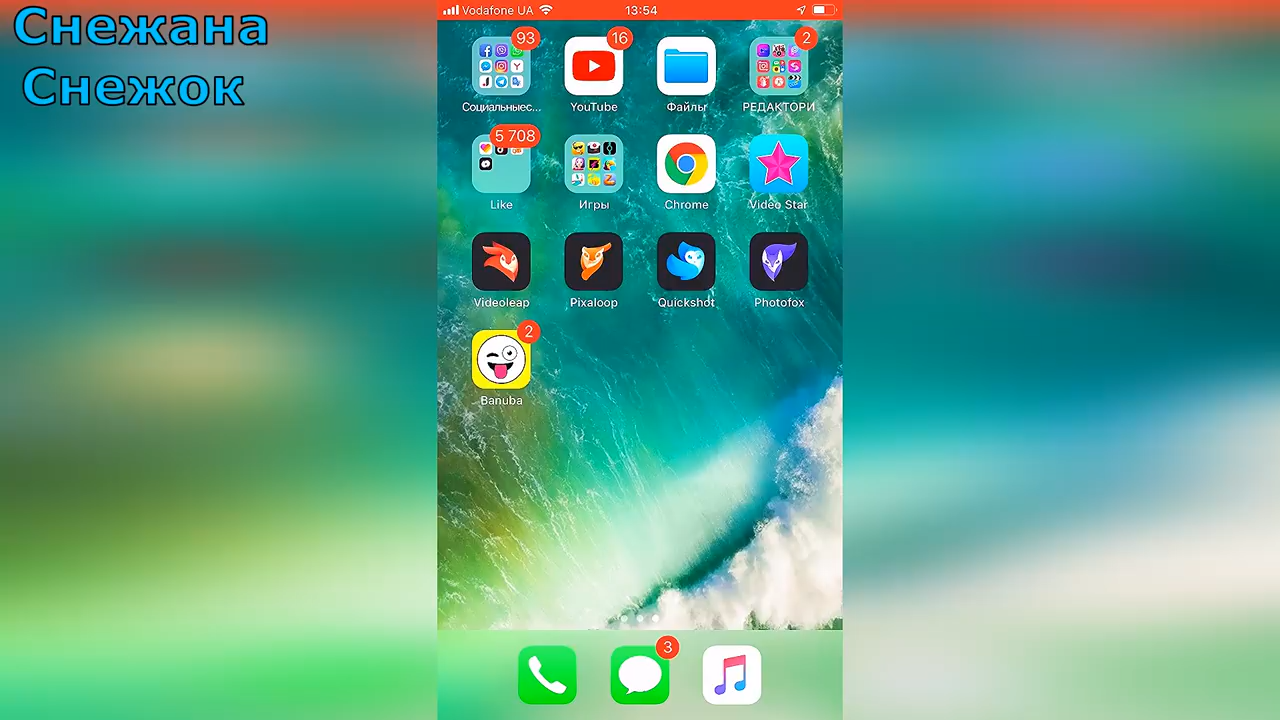 Снежана
Снежок
Vodafone UA
13:54
93
16
2
Социальныес...
YouTube
Файлы
РЕДАКТОРИ
5 708
Like
Игры
Chrome
Video Star
Videoleap
Pixaloop
Quickshot
Photofox
2
Banuba
3